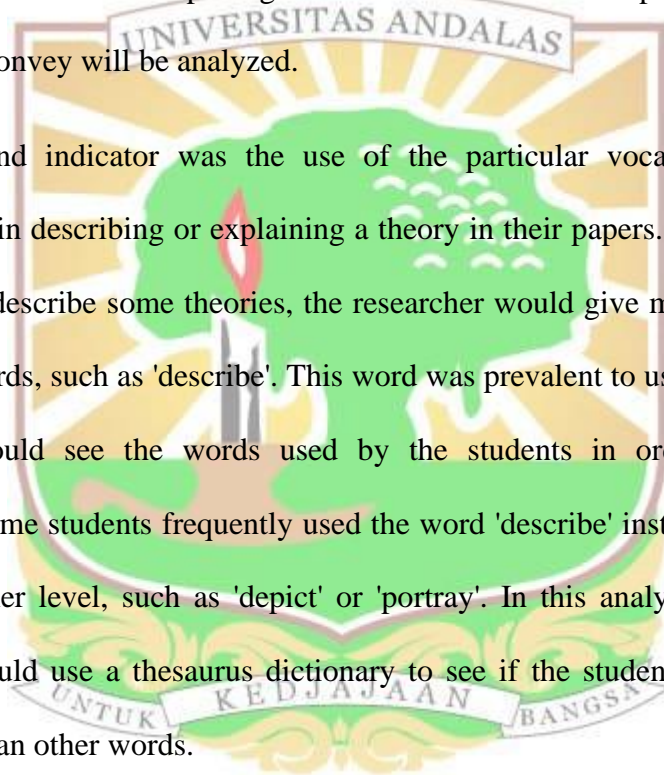 UNIVERSITAS ANDALAS
onvey will be analyzed.
nd indicator was the use of the particular voca
in describing or explaining a theory in their papers.
describe some theories, the researcher would give m
rds, such as 'describe'. This word was prevalent to us
ould see the words used by the students in or
me students frequently used the word 'describe' inst
er level, such as 'depict' or 'portray'. In this analy
uld use a thesaurus dictionary to see if the studen
UNTUK KEDJAJAAN BANGSA
an other words.